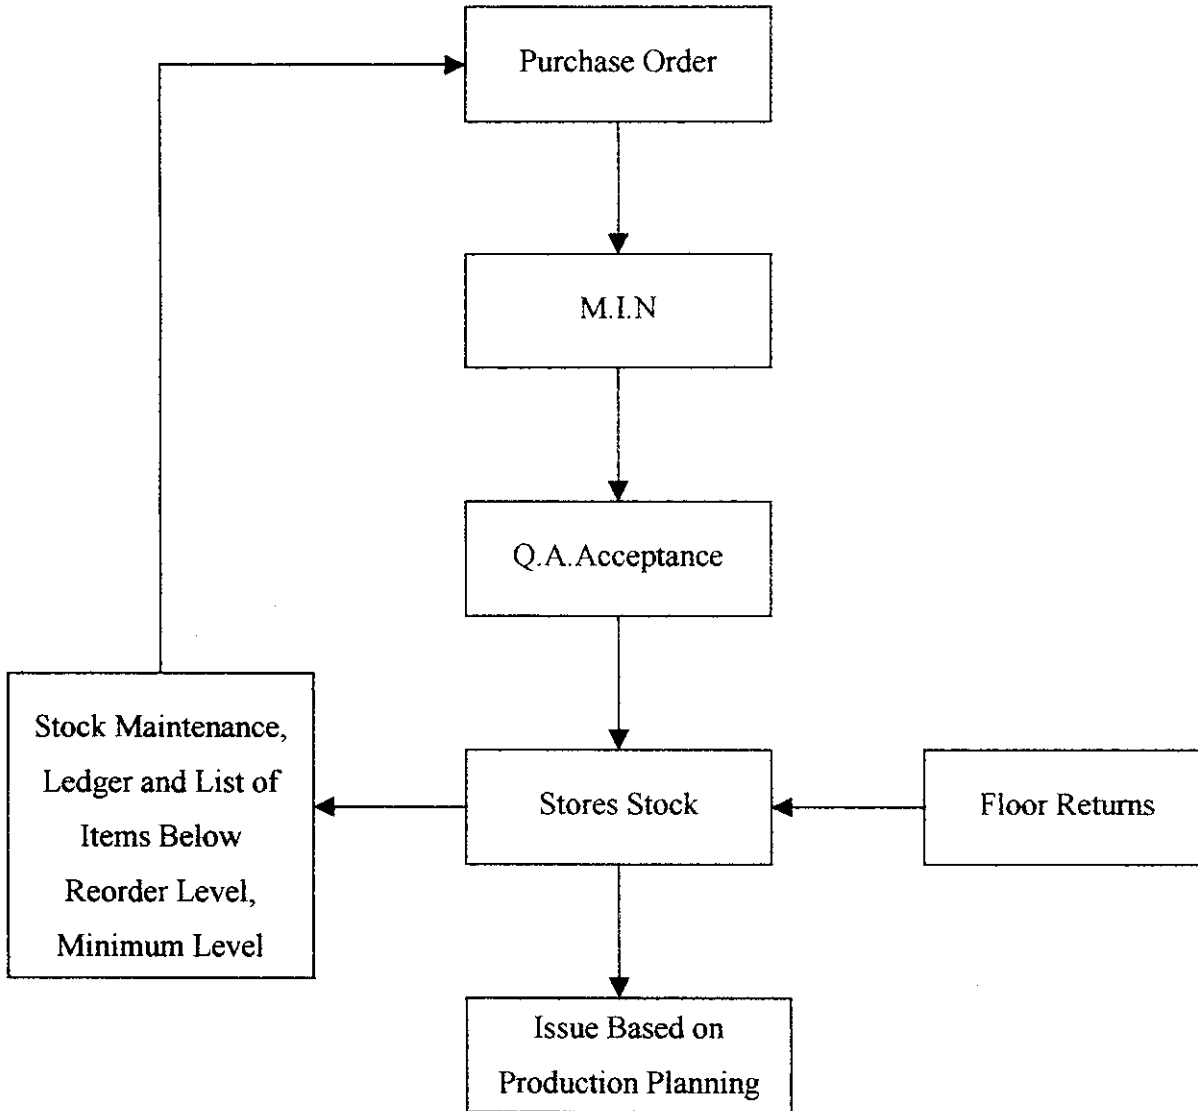 Purchase Order
M.I.N
Q.A.Acceptance
Stock Maintenance,
Ledger and List of
Items Below
Reorder Level,
Minimum Level
Stores Stock
Floor Returns
Issue Based on
Production Planning